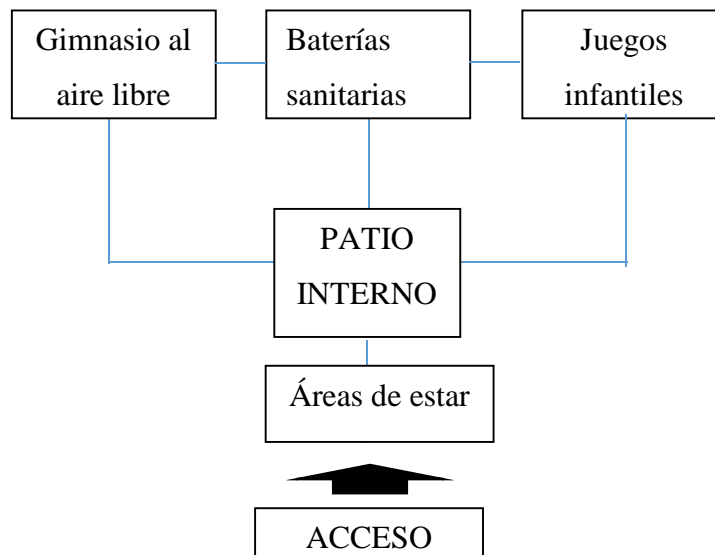 Gimnasio al
aire libre
Baterías
sanitarias
Juegos
infantiles
PATIO
INTERNO
Áreas de estar
ACCESO